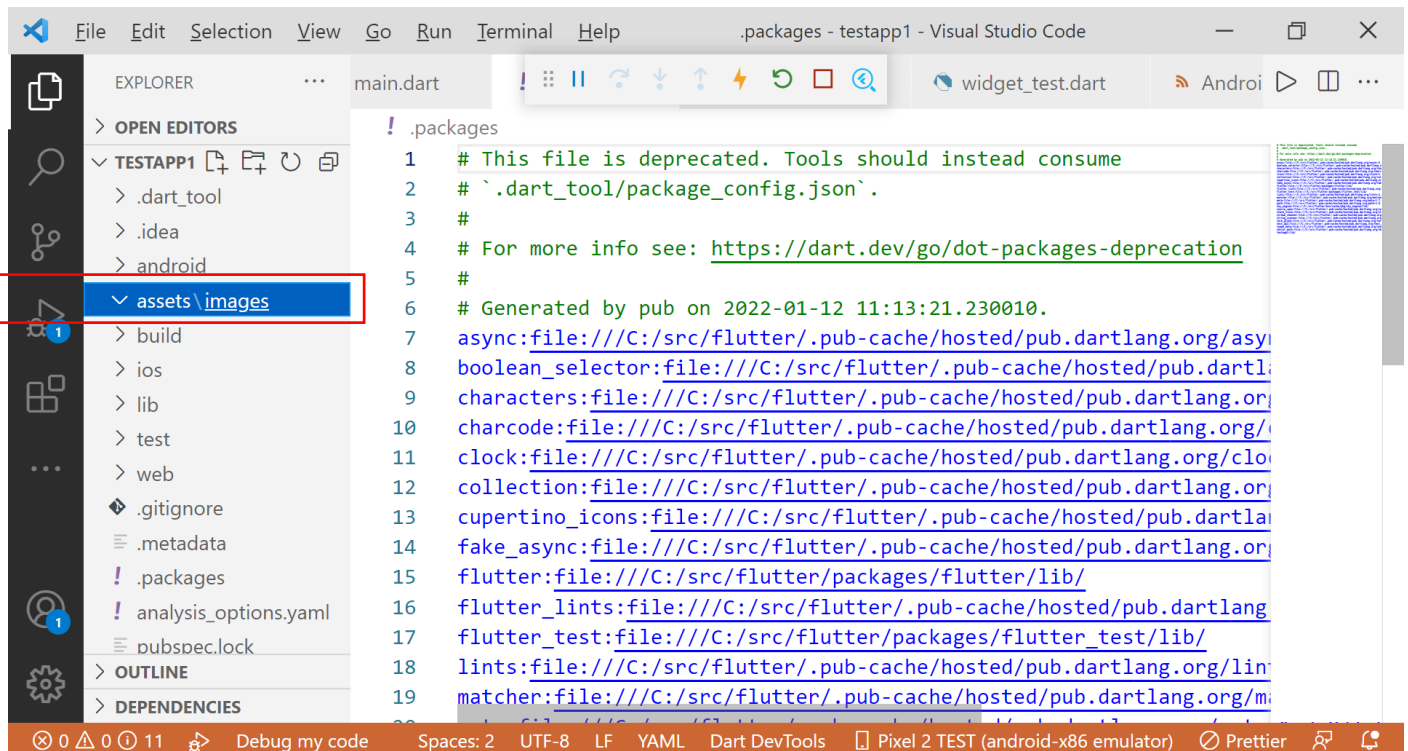 File Edit Selection View Go Run Terminal Help .packages - testapp1 - Visual Studio Code
EXPLORER
main.dart
widget_test.dart
Androi
OPEN EDITORS
TESTAPP1
.dart_tool
.idea
android
assets\images
build
ios
lib
test
web
.gitignore
.metadata
.packages
analysis_options.yaml
pubspec.lock
OUTLINE
DEPENDENCIES
1
1
! .packages
1 # This file is deprecated. Tools should instead consume
2 # `.dart_tool/package_config.json`.
3 #
4 # For more info see: https://dart.dev/go/dot-packages-deprecation
5 #
6 # Generated by pub on 2022-01-12 11:13:21.230010.
7 async:file:///C:/src/flutter/.pub-cache/hosted/pub.dartlang.org/asy
8 boolean_selector:file:///C:/src/flutter/.pub-cache/hosted/pub.dartl
9 characters:file:///C:/src/flutter/.pub-cache/hosted/pub.dartlang.or
10 charcode:file:///C:/src/flutter/.pub-cache/hosted/pub.dartlang.org/
11 clock:file:///C:/src/flutter/.pub-cache/hosted/pub.dartlang.org/clo
12 collection:file:///C:/src/flutter/.pub-cache/hosted/pub.dartlang.or
13 cupertino_icons:file:///C:/src/flutter/.pub-cache/hosted/pub.dartla
14 fake_async:file:///C:/src/flutter/.pub-cache/hosted/pub.dartlang.or
15 flutter:file:///C:/src/flutter/packages/flutter/lib/
16 flutter_lints:file:///C:/src/flutter/.pub-cache/hosted/pub.dartlang
17 flutter_test:file:///C:/src/flutter/packages/flutter_test/lib/
18 lints:file:///C:/src/flutter/.pub-cache/hosted/pub.dartlang.org/lin
19 matcher:file:///C:/src/flutter/.pub-cache/hosted/pub.dartlang.org/ma
0 0 11 Debug my code Spaces: 2 UTF-8 LF YAML Dart DevTools Pixel 2 TEST (android-x86 emulator) Prettier